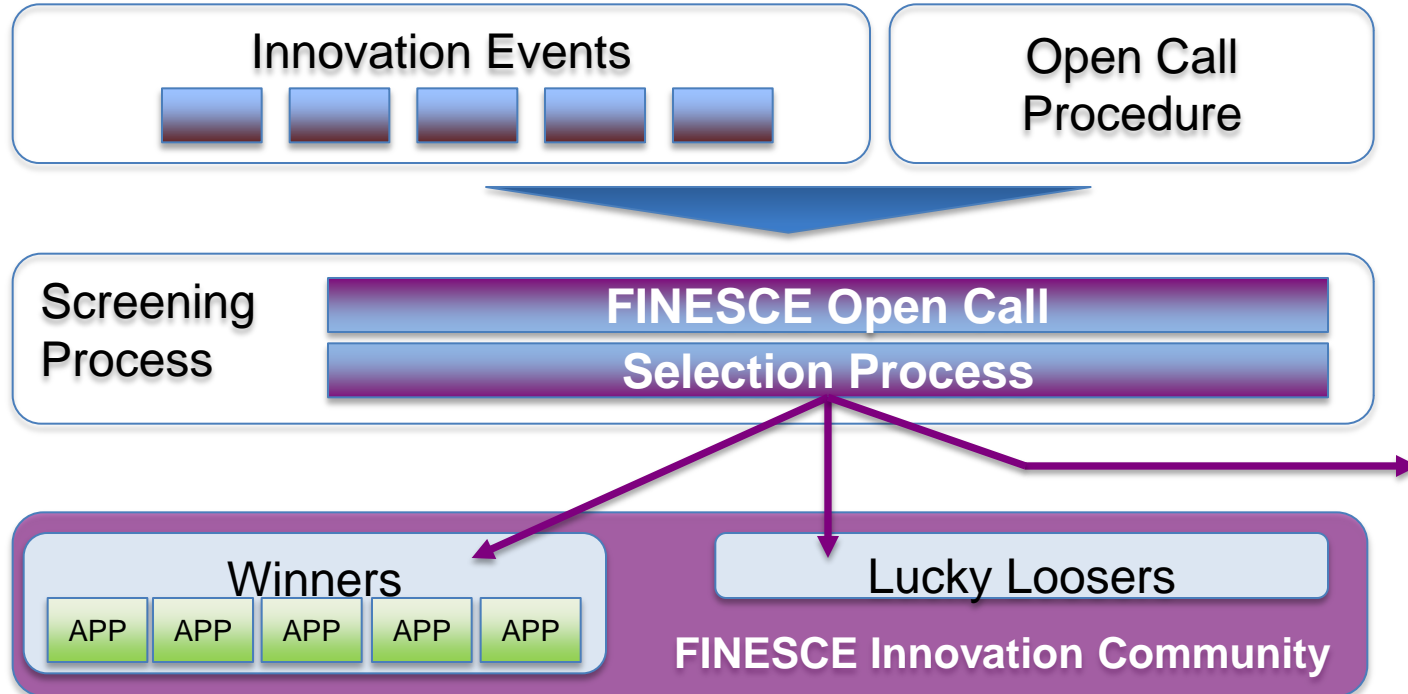 Innovation Events
Open Call
Procedure
Screening
Process
FINESCE Open Call
Selection Process
Winners
APP APP APP APP APP
Lucky Loosers
FINESCE Innovation Community